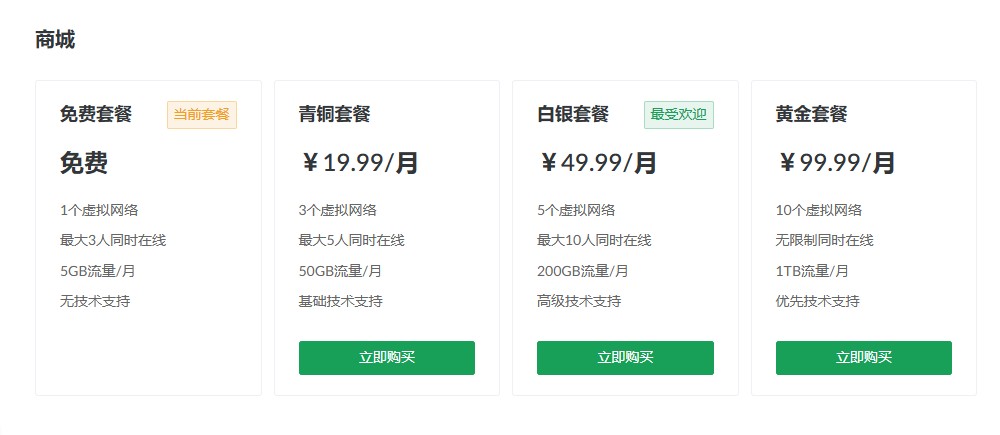 商城
免费套餐
当前套餐
免费
1个虚拟网络
最大3人同时在线
5GB流量/月
无技术支持
青铜套餐
￥19.99/月
3个虚拟网络
最大5人同时在线
50GB流量/月
基础技术支持
立即购买
白银套餐
最受欢迎
￥49.99/月
5个虚拟网络
最大10人同时在线
200GB流量/月
高级技术支持
立即购买
黄金套餐
￥99.99/月
10个虚拟网络
无限制同时在线
1TB流量/月
优先技术支持
立即购买